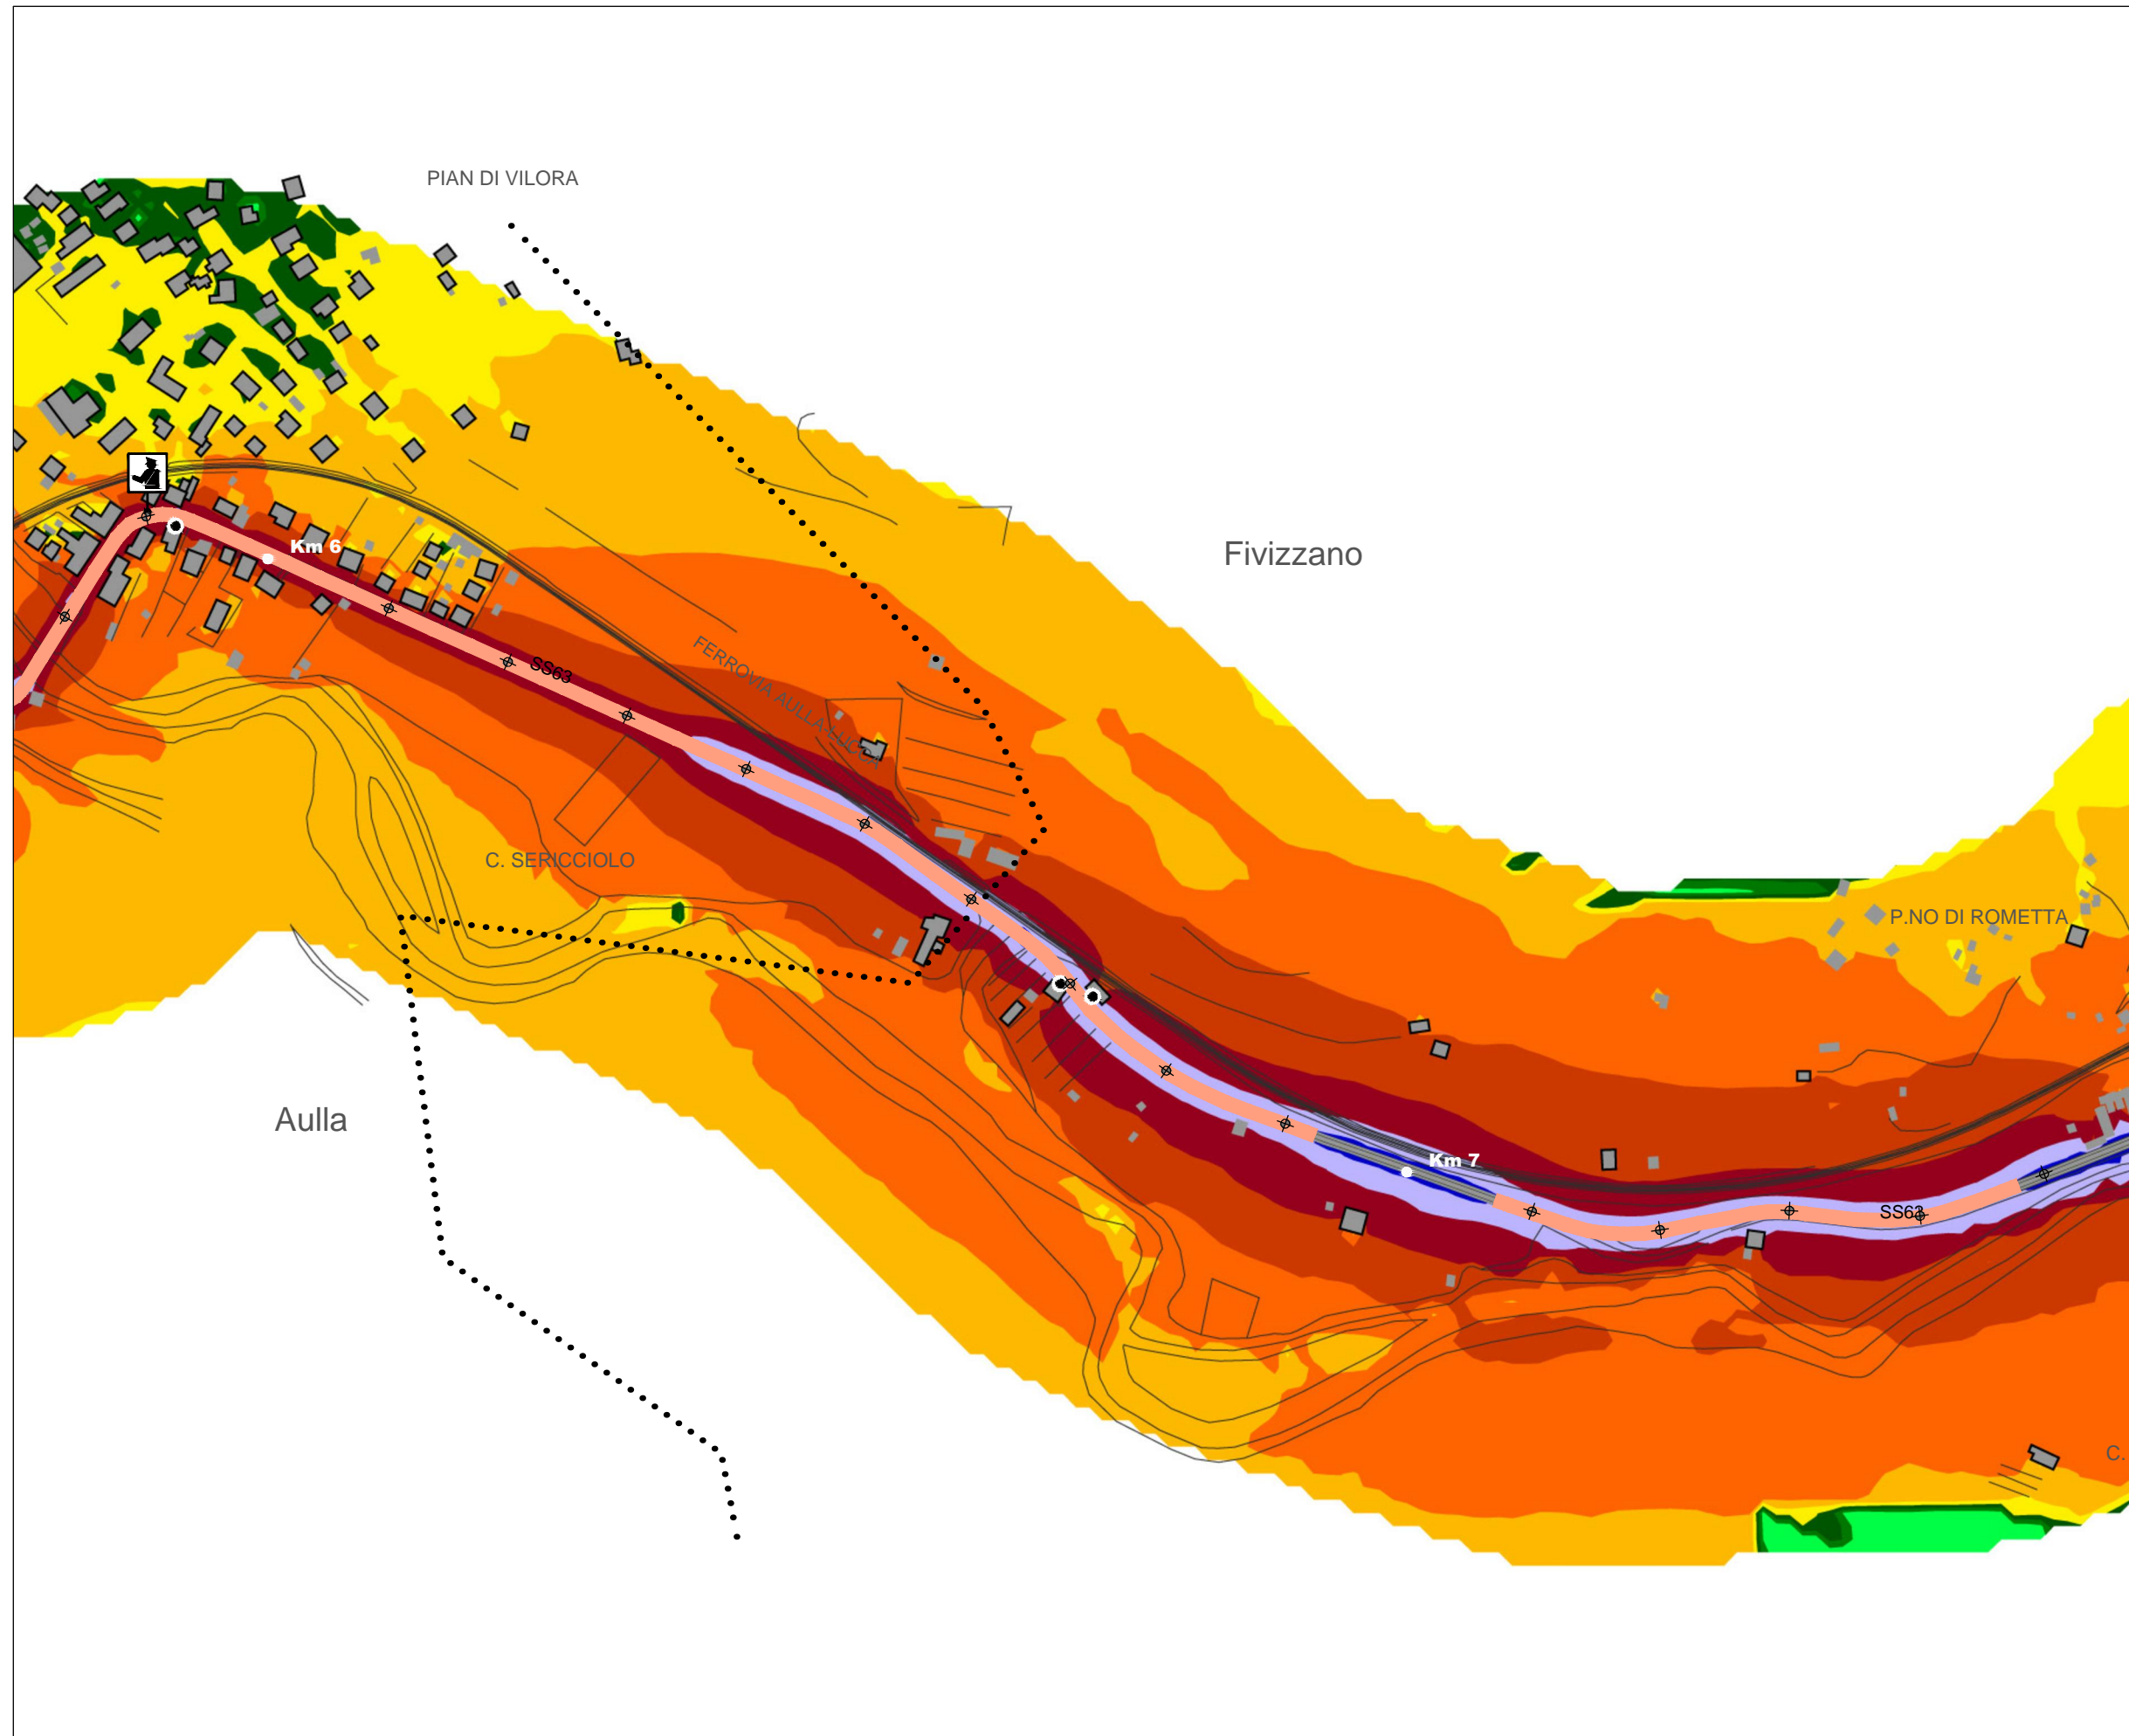 PIAN DI VILORA
Km 6
Fivizzano
SS63
FERROVIA AULLA-LUCCA
C. SERICCIOLO
P.NO DI ROMETTA
Aulla
Km 7
SS63
C.